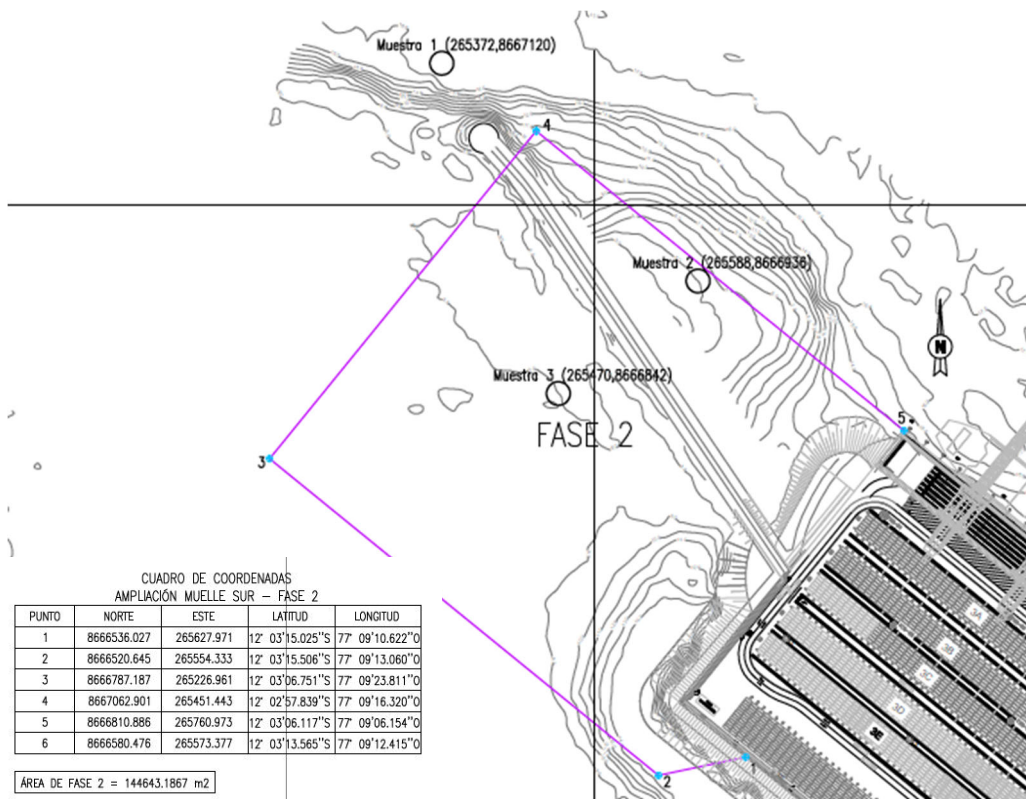 Muestra 1 (265372,8667120)
4
Muestra 2 (265588,8666936)
N
Muestra 3 (265470,8666842)
5
FASE 2
3
3A
3B
3C
3D
3E
1
2
CUADRO DE COORDENADAS
AMPLIACIÓN MUELLE SUR – FASE 2
PUNTO NORTE ESTE LATITUD LONGITUD
1 8666536.027 265627.971 12° 03'15.025''S 77° 09'10.622''O
2 8666520.645 265554.333 12° 03'15.506''S 77° 09'13.060''O
3 8666787.187 265226.961 12° 03'06.751''S 77° 09'23.811''O
4 8667062.901 265451.443 12° 02'57.839''S 77° 09'16.320''O
5 8666810.886 265760.973 12° 03'06.117''S 77° 09'06.154''O
6 8666580.476 265573.377 12° 03'13.565''S 77° 09'12.415''O
ÁREA DE FASE 2 = 144643.1867 m2